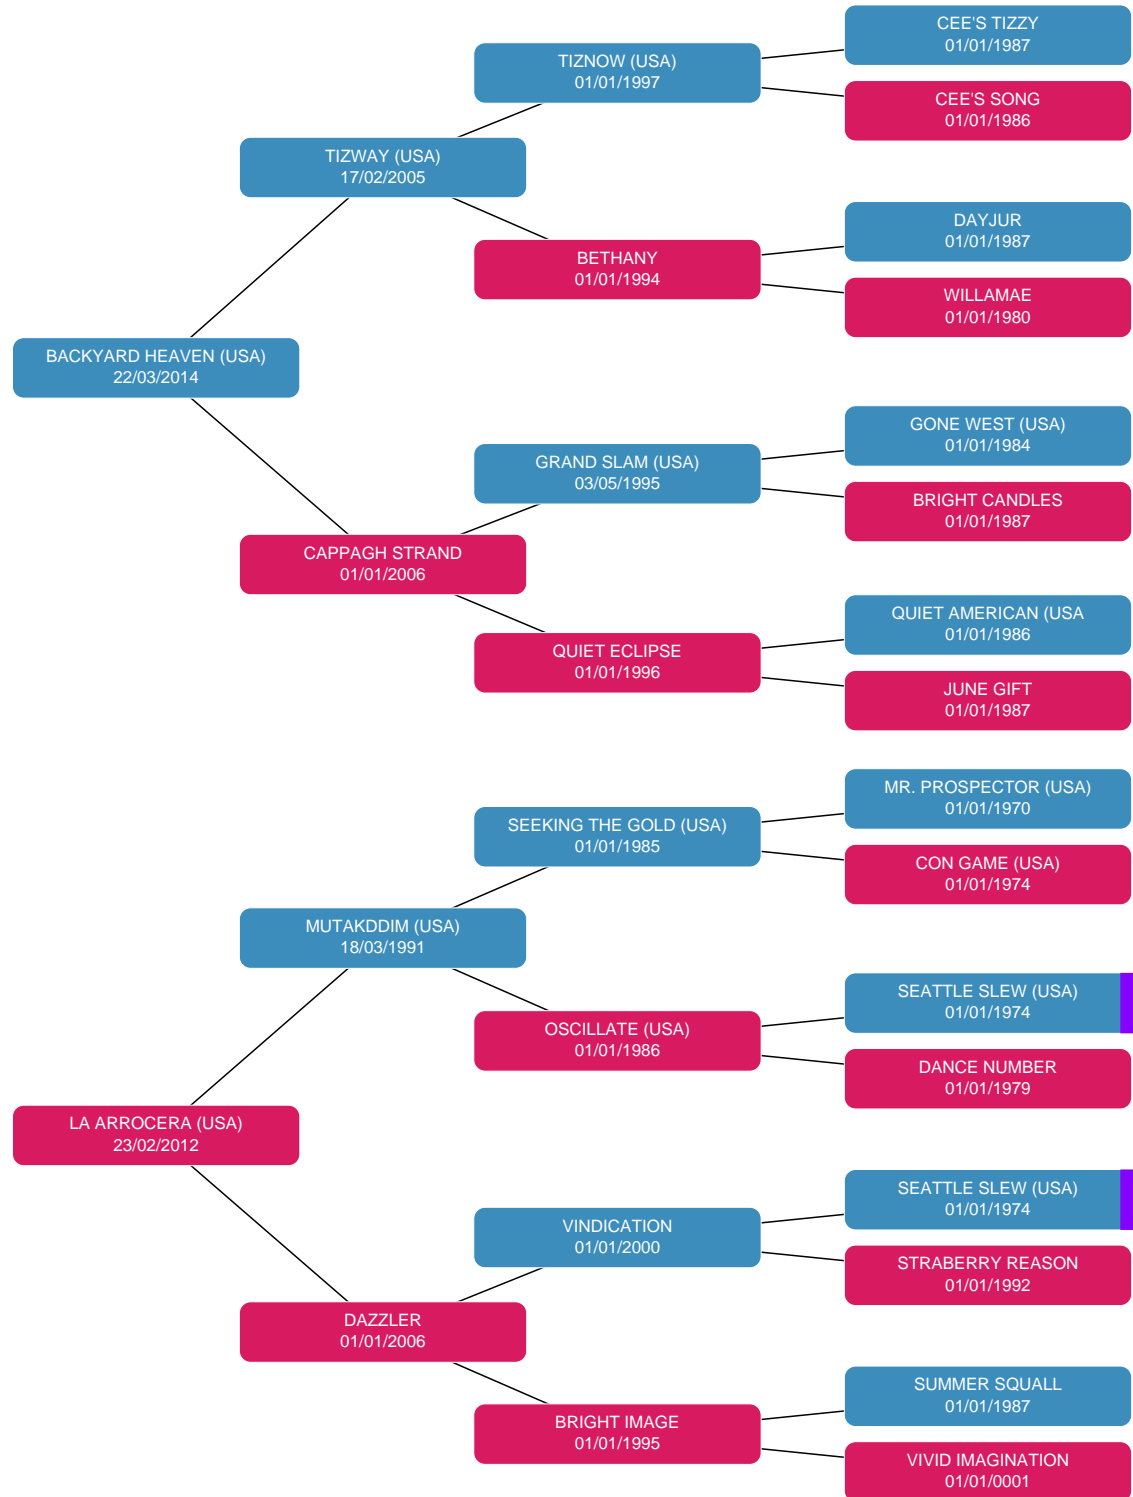 CEE'S TIZZY
01/01/1987
TIZNOW (USA)
01/01/1997
CEE'S SONG
01/01/1986
TIZWAY (USA)
17/02/2005
DAYJUR
01/01/1987
BETHANY
01/01/1994
WILLAMAE
01/01/1980
BACKYARD HEAVEN (USA)
22/03/2014
GONE WEST (USA)
01/01/1984
GRAND SLAM (USA)
03/05/1995
BRIGHT CANDLES
01/01/1987
CAPPAGH STRAND
01/01/2006
QUIET AMERICAN (USA
01/01/1986
QUIET ECLIPSE
01/01/1996
JUNE GIFT
01/01/1987
MR. PROSPECTOR (USA)
01/01/1970
SEEKING THE GOLD (USA)
01/01/1985
CON GAME (USA)
01/01/1974
MUTAKDDIM (USA)
18/03/1991
SEATTLE SLEW (USA)
01/01/1974
OSCILLATE (USA)
01/01/1986
DANCE NUMBER
01/01/1979
LA ARROCERA (USA)
23/02/2012
SEATTLE SLEW (USA)
01/01/1974
VINDICATION
01/01/2000
STRABERRY REASON
01/01/1992
DAZZLER
01/01/2006
SUMMER SQUALL
01/01/1987
BRIGHT IMAGE
01/01/1995
VIVID IMAGINATION
01/01/0001